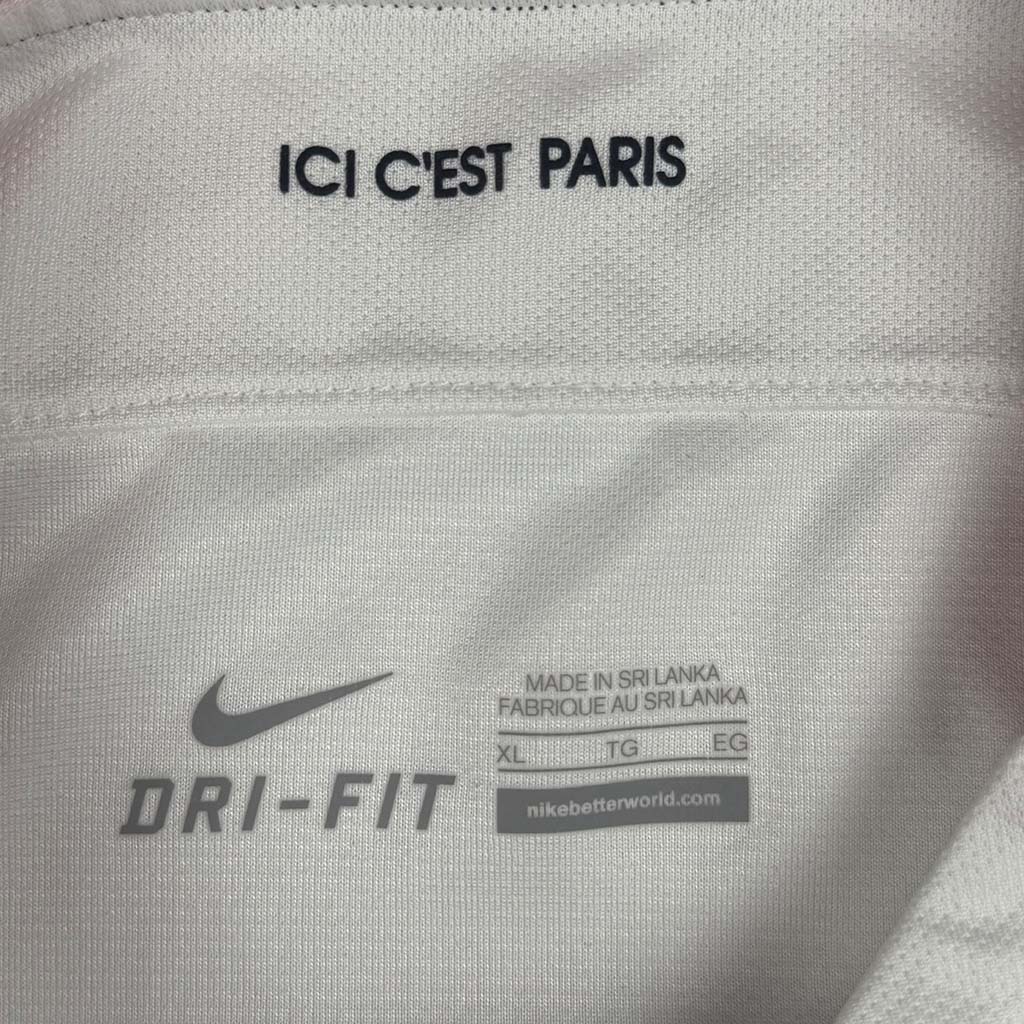 ICI C'EST PARIS
MADE IN SRI LANKA
FABRIQUE AU SRI LANKA
XL TG EG
DRI-FIT
nikebetterworld.com